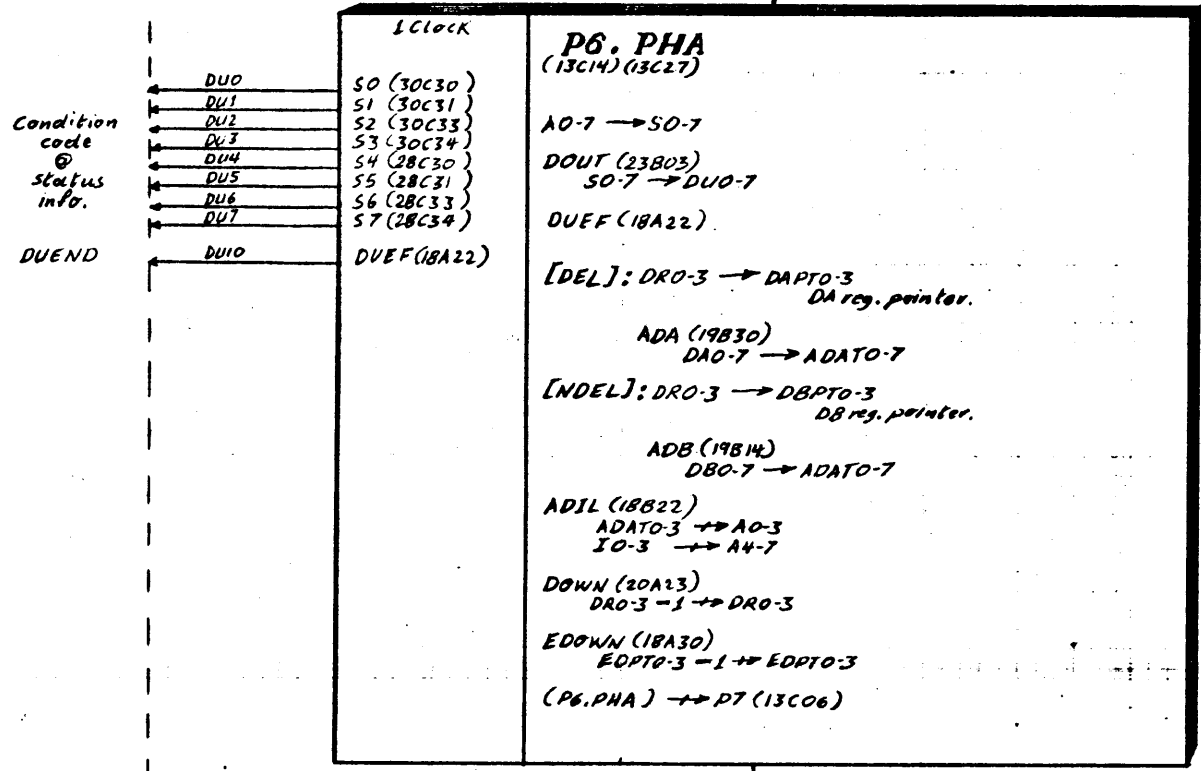 1 Clock
P6. PHA
(13C14)(13C27)
DU0 S0 (30C30)
DU1 S1 (30C31)
DU2 S2 (30C33)
DU3 S3 (30C34)
DU4 S4 (28C30)
DU5 S5 (28C31)
DU6 S6 (28C33)
DU7 S7 (28C34)
Condition
code
@
status
info.
DUEND DU10 DUEF (18A22)
A0-7 → S0-7
DOUT (23B03)
S0-7 → DU0-7
DUEF (18A22)
[DEL]: DR0-3 → DAPT0-3
DA reg. pointer.
ADA (19B30)
DA0-7 → ADAT0-7
[NDEL]: DR0-3 → DBPT0-3
DB reg. pointer.
ADB (19B14)
DB0-7 → ADAT0-7
ADIL (18B22)
ADAT0-3 ⇸ A0-3
I0-3 ⇸ A4-7
DOWN (20A23)
DR0-3 -1 ⇸ DR0-3
EDOWN (18A30)
EDPT0-3 -1 ⇸ EDPT0-3
(P6.PHA) ⇸ P7 (13C06)